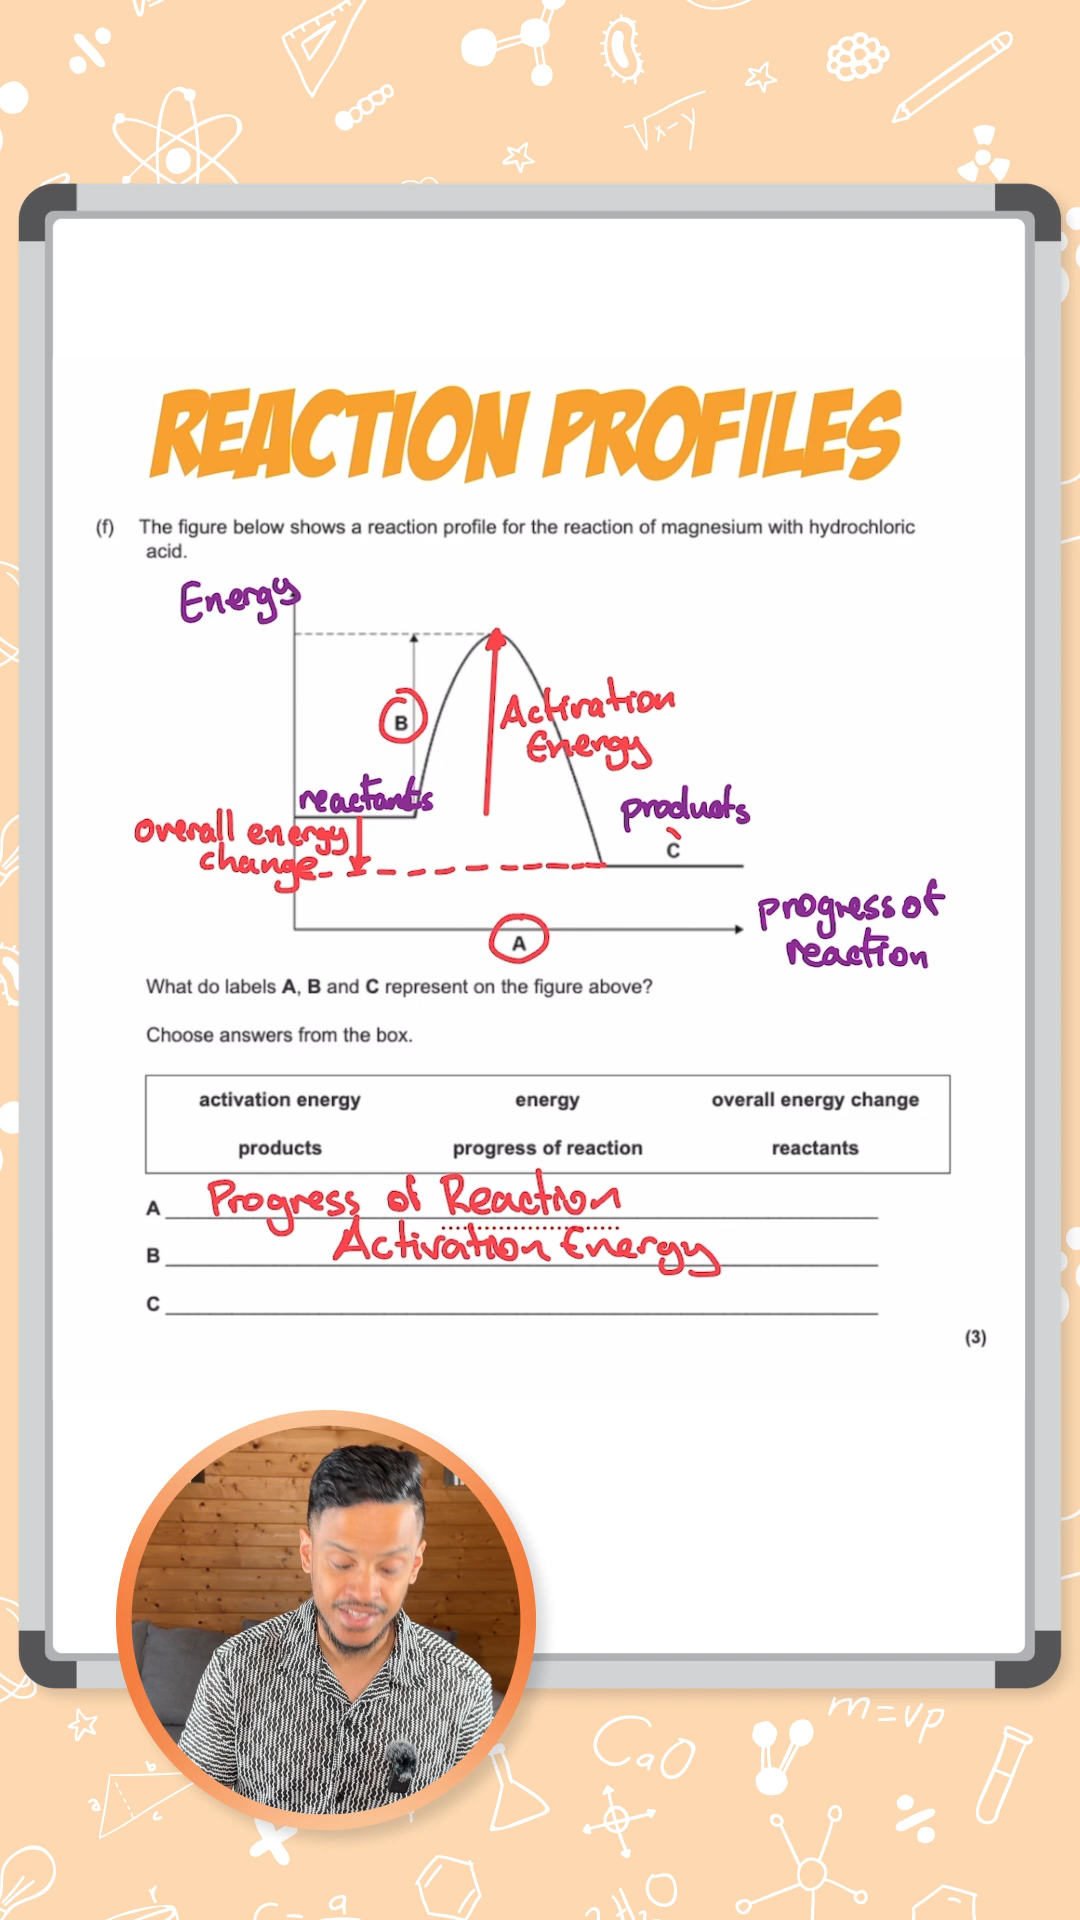 √x-y
REACTION PROFILES
(f) The figure below shows a reaction profile for the reaction of magnesium with hydrochloric
acid.
Energy
B
Activation
Energy
reactants
products
overall energy
change
C
progress of
reaction
A
What do labels A, B and C represent on the figure above?
Choose answers from the box.
activation energy energy overall energy change
products progress of reaction reactants
A Progress of Reaction
B Activation Energy
C
(3)
m=vp
CaO
b
a
c